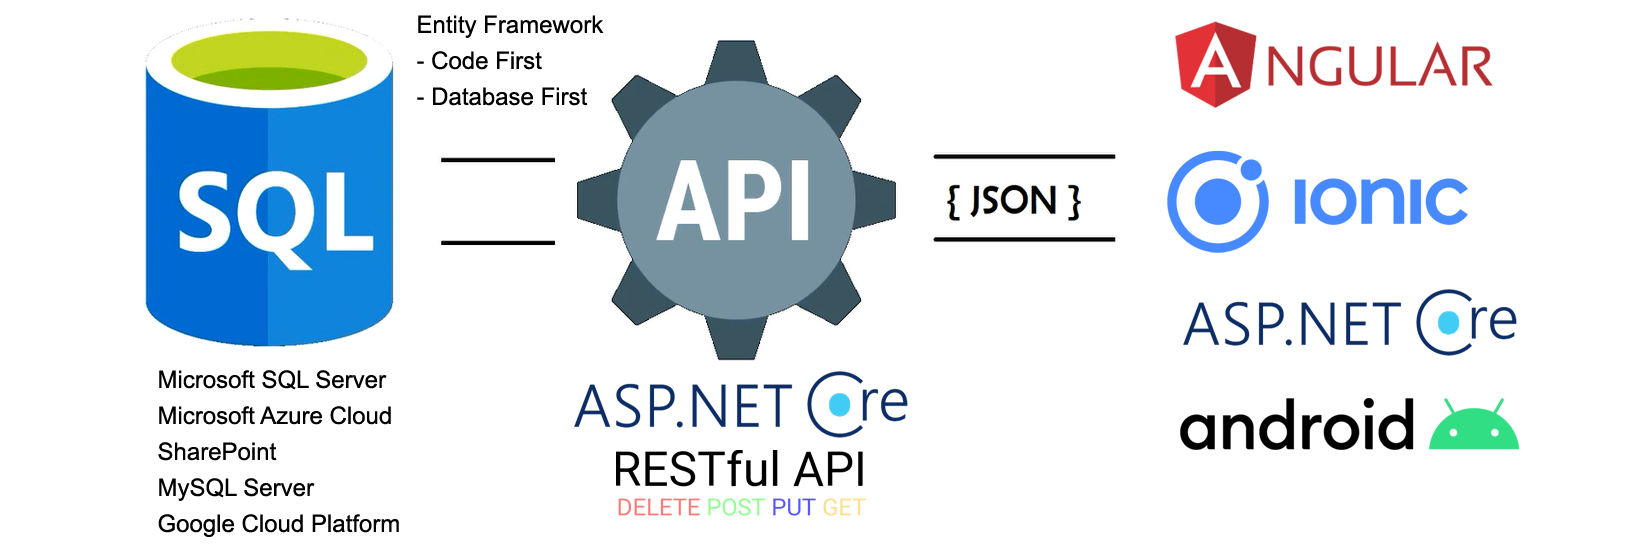 Entity Framework
- Code First
- Database First
SQL
API
{ JSON }
ANGULAR
IONIC
ASP.NET Core
android
Microsoft SQL Server
Microsoft Azure Cloud
SharePoint
MySQL Server
Google Cloud Platform
ASP.NET Core
RESTful API
DELETE POST PUT GET